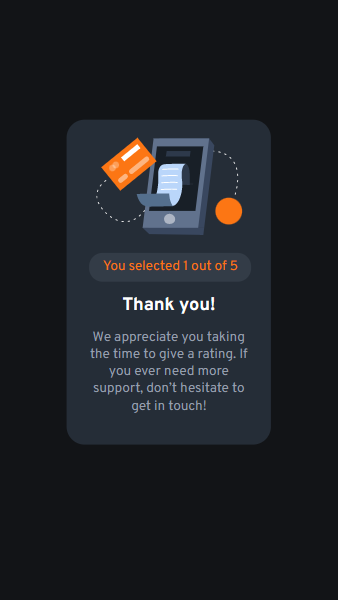 You selected 1 out of 5
Thank you!
We appreciate you taking
the time to give a rating. If
you ever need more
support, don’t hesitate to
get in touch!